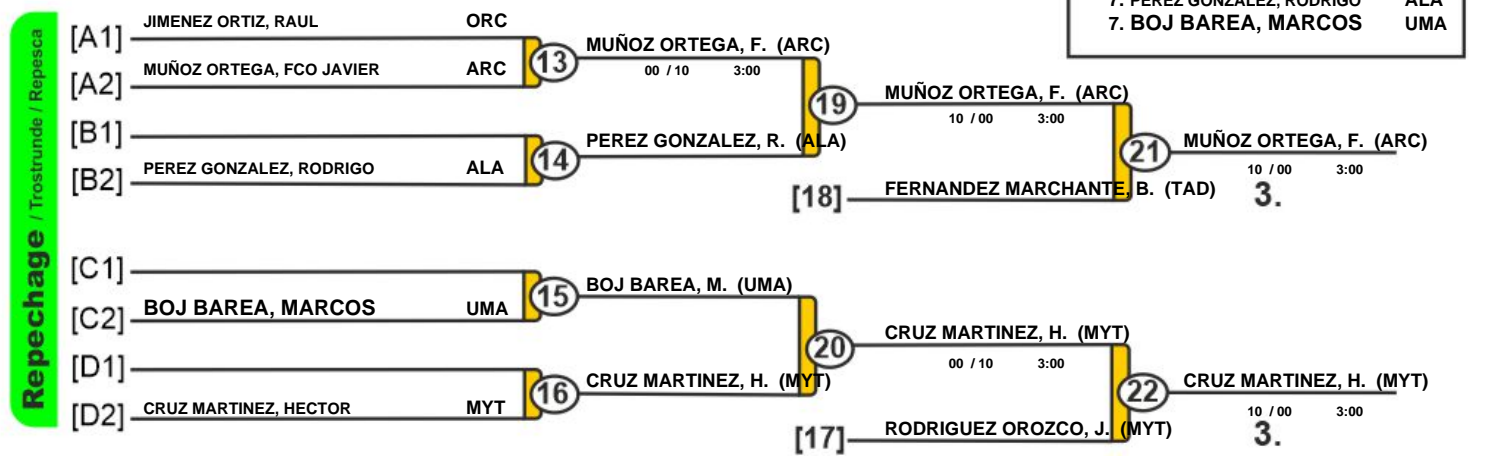 7. PEREZ GONZALEZ, RODRIGO ALA
7. BOJ BAREA, MARCOS UMA
Repechage / Trostrunde / Repesca
[A1] JIMENEZ ORTIZ, RAUL ORC
[A2] MUÑOZ ORTEGA, FCO JAVIER ARC
13 MUÑOZ ORTEGA, F. (ARC)
00 / 10 3:00
[B1]
[B2] PEREZ GONZALEZ, RODRIGO ALA
14 PEREZ GONZALEZ, R. (ALA)
19 MUÑOZ ORTEGA, F. (ARC)
10 / 00 3:00
[18] FERNANDEZ MARCHANTE, B. (TAD)
21 MUÑOZ ORTEGA, F. (ARC)
10 / 00 3:00
3.
[C1]
[C2] BOJ BAREA, MARCOS UMA
15 BOJ BAREA, M. (UMA)
[D1]
[D2] CRUZ MARTINEZ, HECTOR MYT
16 CRUZ MARTINEZ, H. (MYT)
20 CRUZ MARTINEZ, H. (MYT)
00 / 10 3:00
[17] RODRIGUEZ OROZCO, J. (MYT)
22 CRUZ MARTINEZ, H. (MYT)
10 / 00 3:00
3.